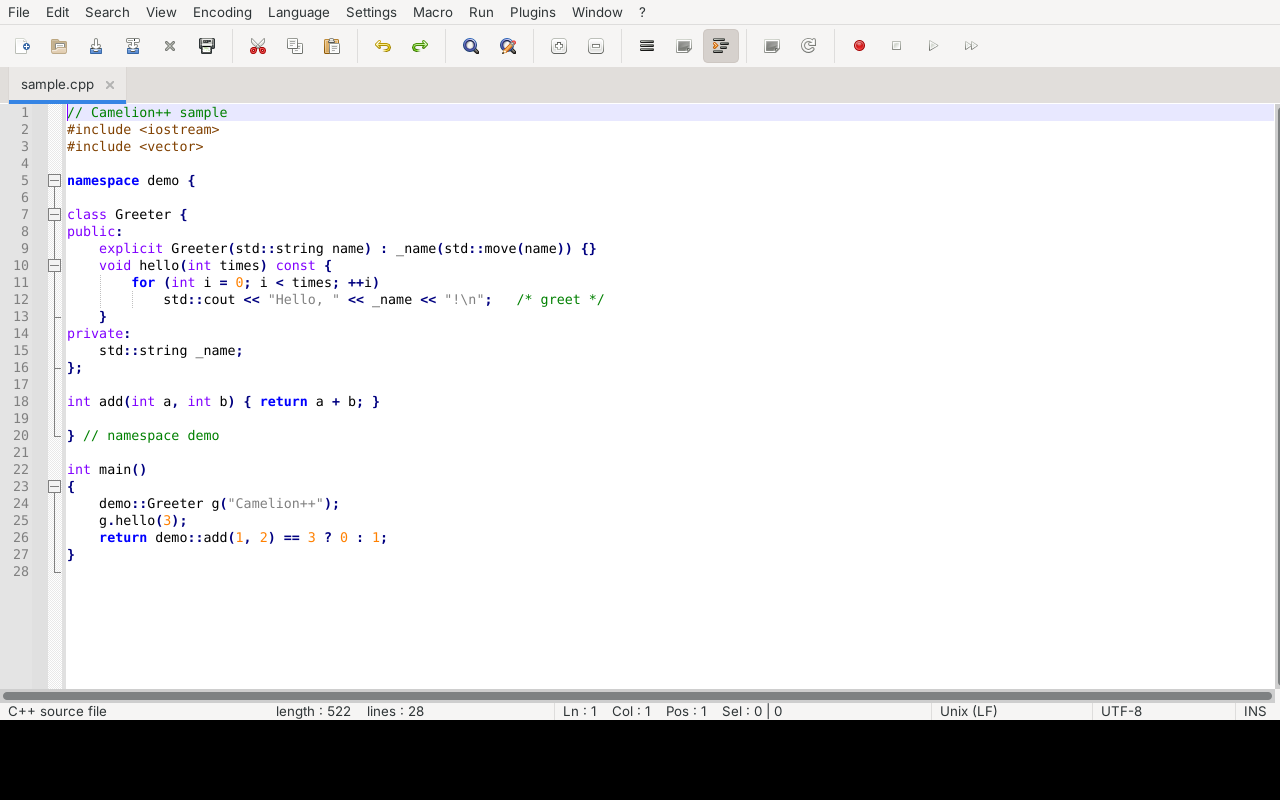 File Edit Search View Encoding Language Settings Macro Run Plugins Window ?
sample.cpp
1 // Camelion++ sample
2 #include <iostream>
3 #include <vector>
4
5 namespace demo {
6
7 class Greeter {
8 public:
9     explicit Greeter(std::string name) : _name(std::move(name)) {}
10     void hello(int times) const {
11         for (int i = 0; i < times; ++i)
12             std::cout << "Hello, " << _name << "!\n";   /* greet */
13     }
14 private:
15     std::string _name;
16 };
17
18 int add(int a, int b) { return a + b; }
19
20 } // namespace demo
21
22 int main()
23 {
24     demo::Greeter g("Camelion++");
25     g.hello(3);
26     return demo::add(1, 2) == 3 ? 0 : 1;
27 }
28
C++ source file length : 522 lines : 28 Ln : 1 Col : 1 Pos : 1 Sel : 0 | 0 Unix (LF) UTF-8 INS